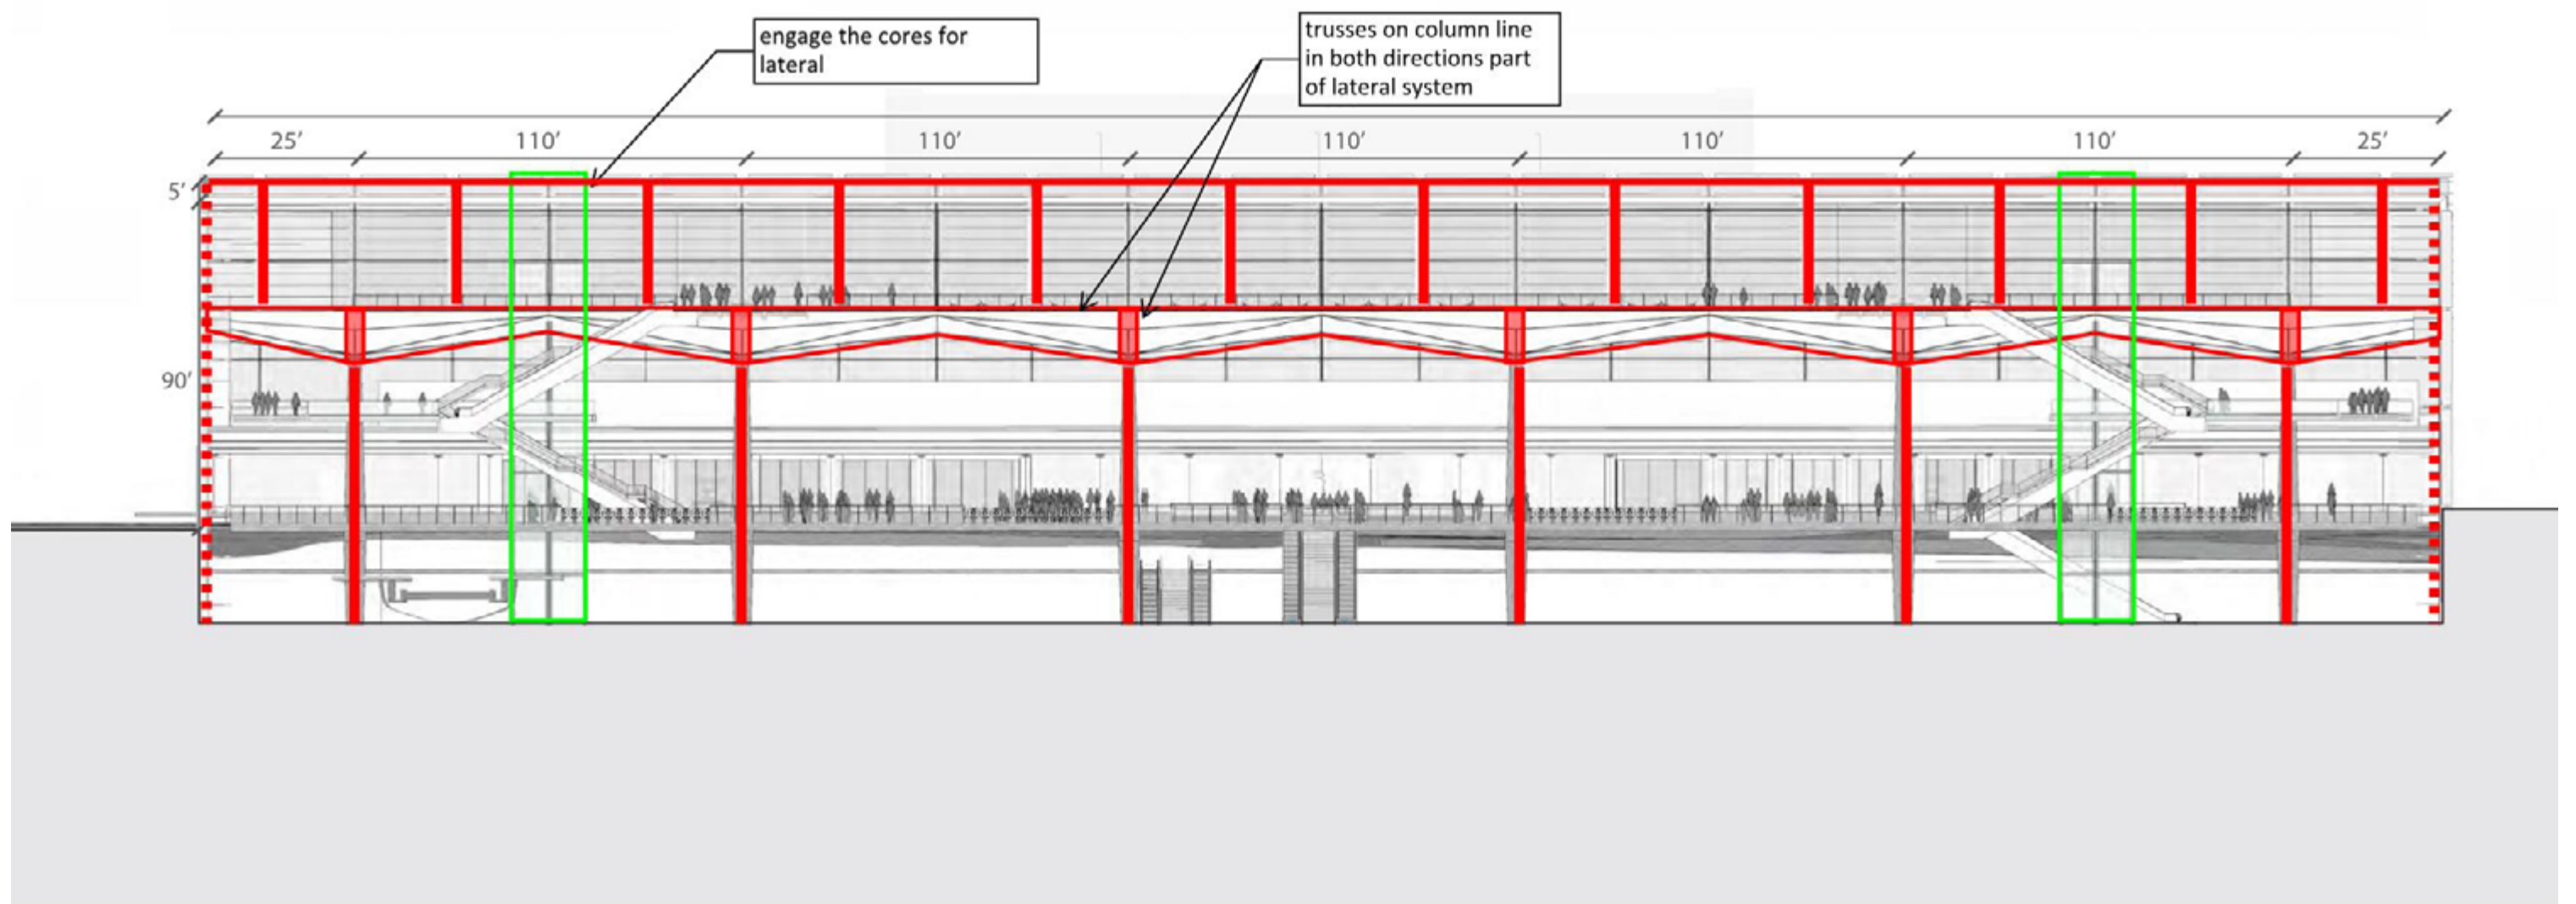 engage the cores for
lateral
trusses on column line
in both directions part
of lateral system
25′
110′
110′
110′
110′
110′
25′
5′
90′